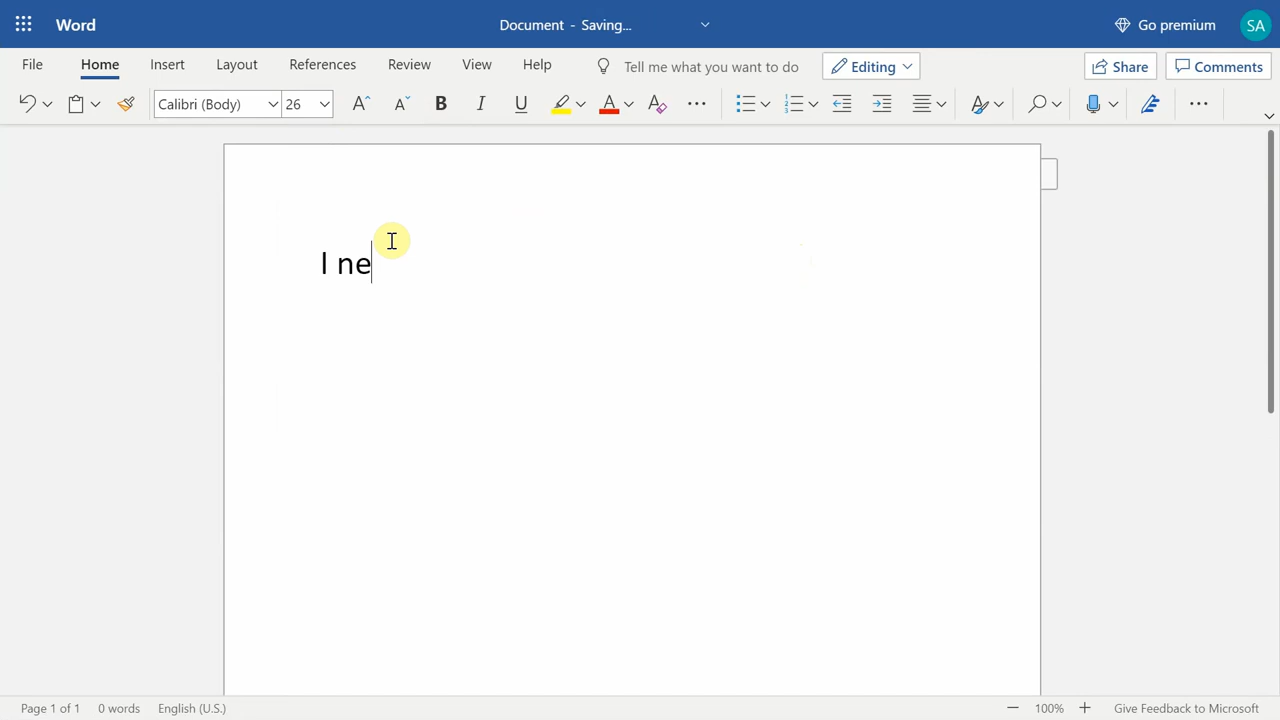 Word
Document - Saving...
Go premium
SA
File
Home
Insert
Layout
References
Review
View
Help
Tell me what you want to do
Editing
Share
Comments
Calibri (Body)
26
B
I
U
A
A
A
A
I ne
Page 1 of 1
0 words
English (U.S.)
100%
Give Feedback to Microsoft